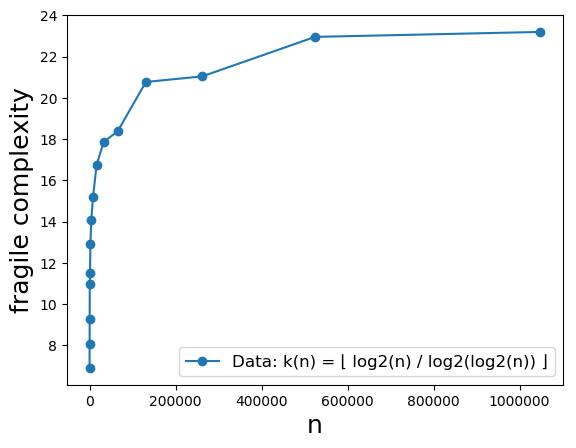 24
22
20
18
16
14
12
10
8
fragile complexity
Data: k(n) = ⌊ log2(n) / log2(log2(n)) ⌋
0 200000 400000 600000 800000 1000000
n